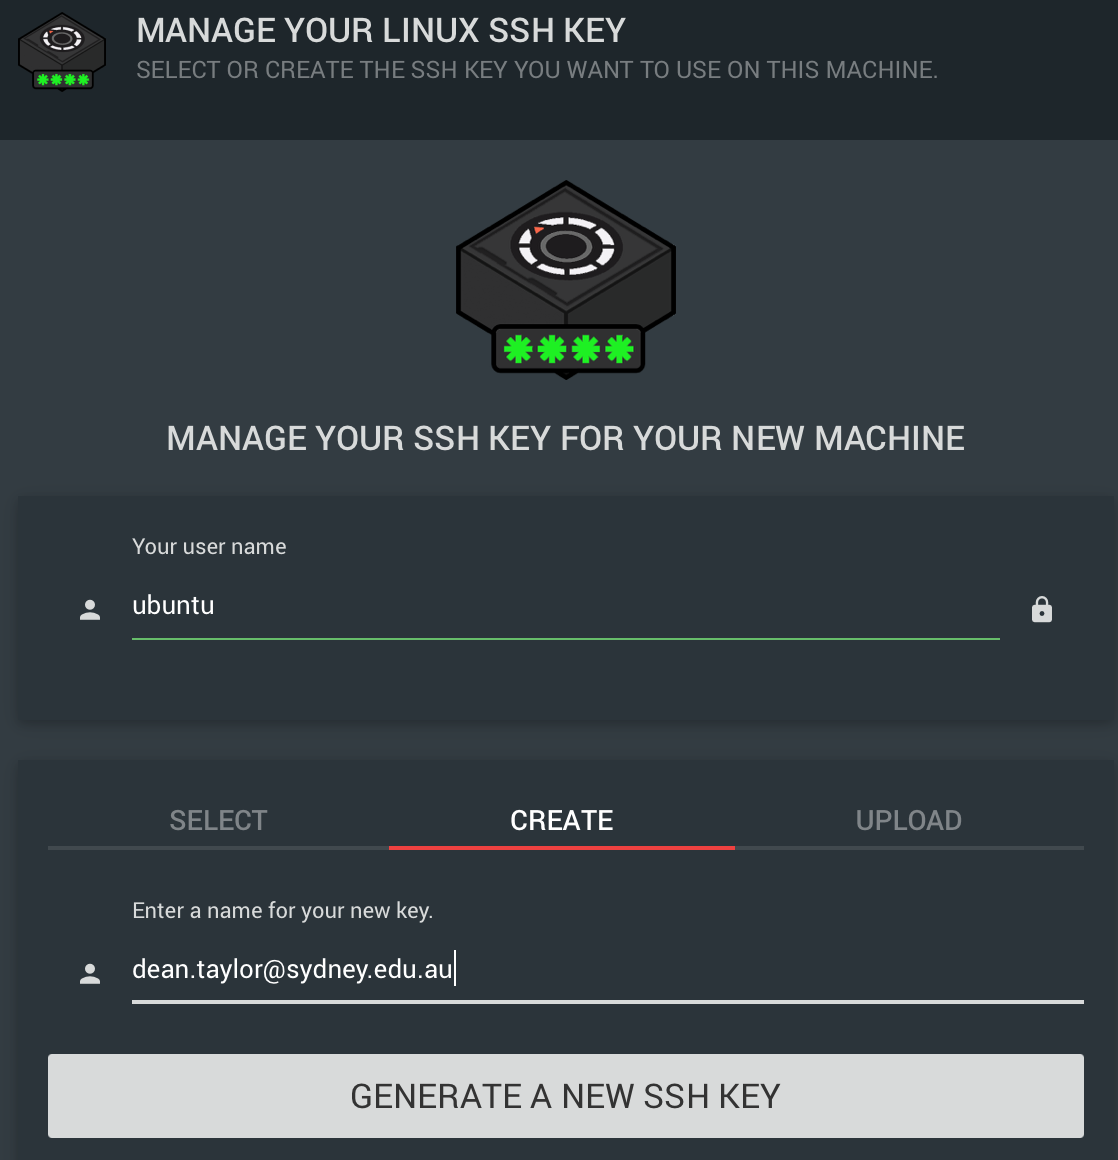 MANAGE YOUR LINUX SSH KEY
SELECT OR CREATE THE SSH KEY YOU WANT TO USE ON THIS MACHINE.
MANAGE YOUR SSH KEY FOR YOUR NEW MACHINE
Your user name
ubuntu
SELECT CREATE UPLOAD
Enter a name for your new key.
dean.taylor@sydney.edu.au
GENERATE A NEW SSH KEY